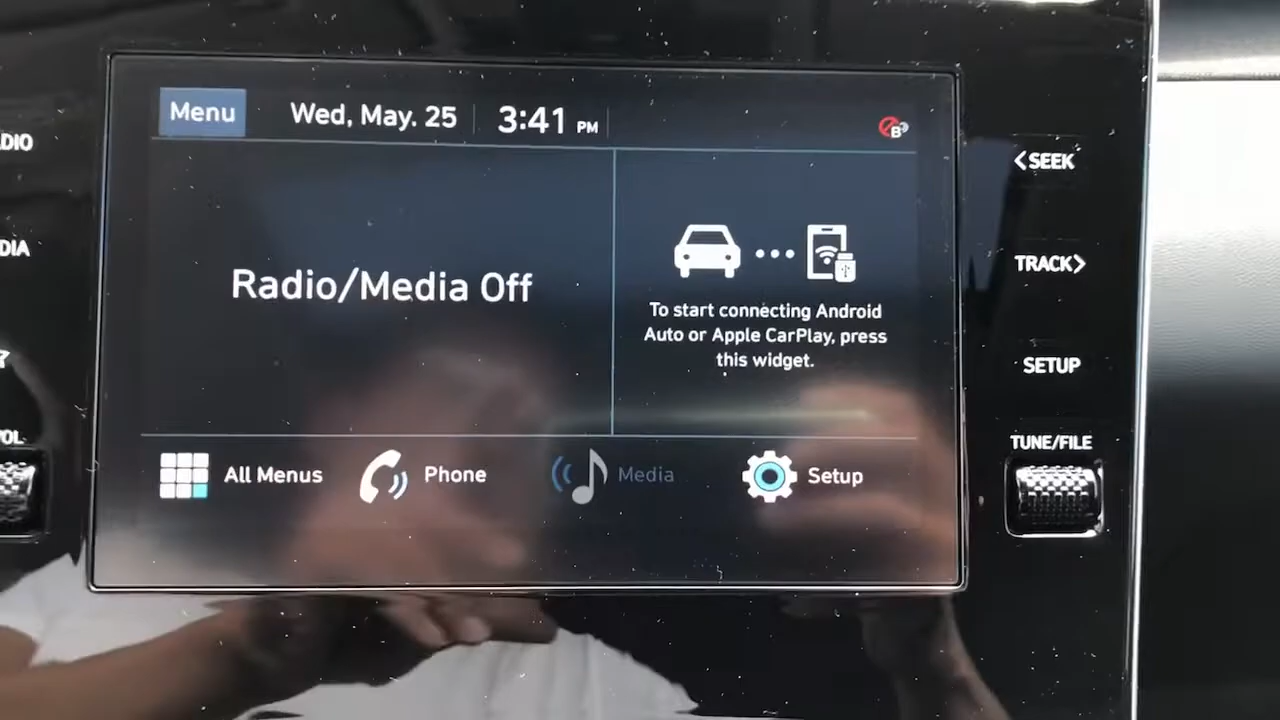 Menu Wed, May. 25 3:41 PM
B
<SEEK
TRACK>
SETUP
TUNE/FILE
Radio/Media Off
To start connecting Android
Auto or Apple CarPlay, press
this widget.
All Menus Phone Media Setup